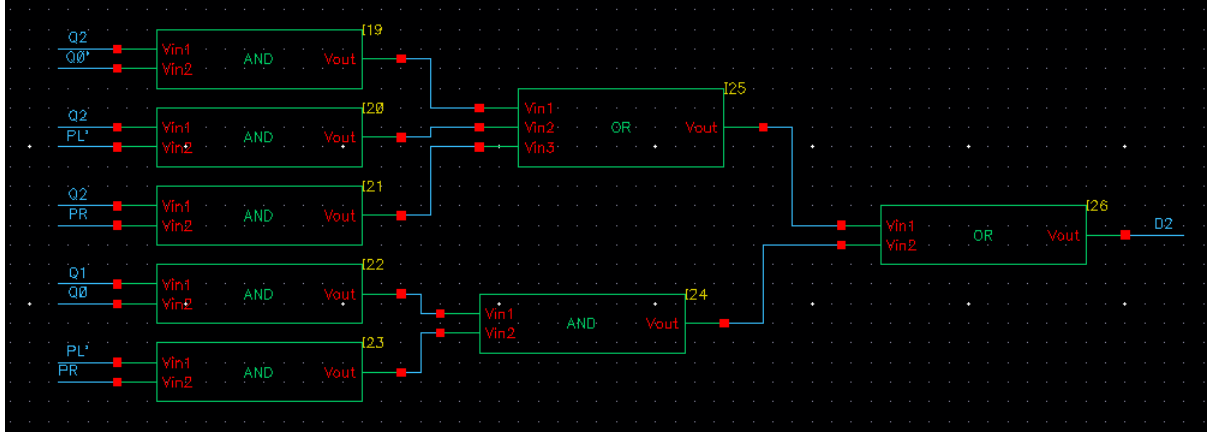 I19
Q2
Vin1
Q0'
Vin2
AND
Vout
I20
Q2
Vin1
PL'
Vin2
AND
Vout
I21
Q2
Vin1
PR
Vin2
AND
Vout
I22
Q1
Vin1
Q0
Vin2
AND
Vout
I23
PL'
Vin1
PR
Vin2
AND
Vout
I25
Vin1
Vin2
Vin3
OR
Vout
I24
Vin1
Vin2
AND
Vout
I26
Vin1
Vin2
OR
Vout
D2